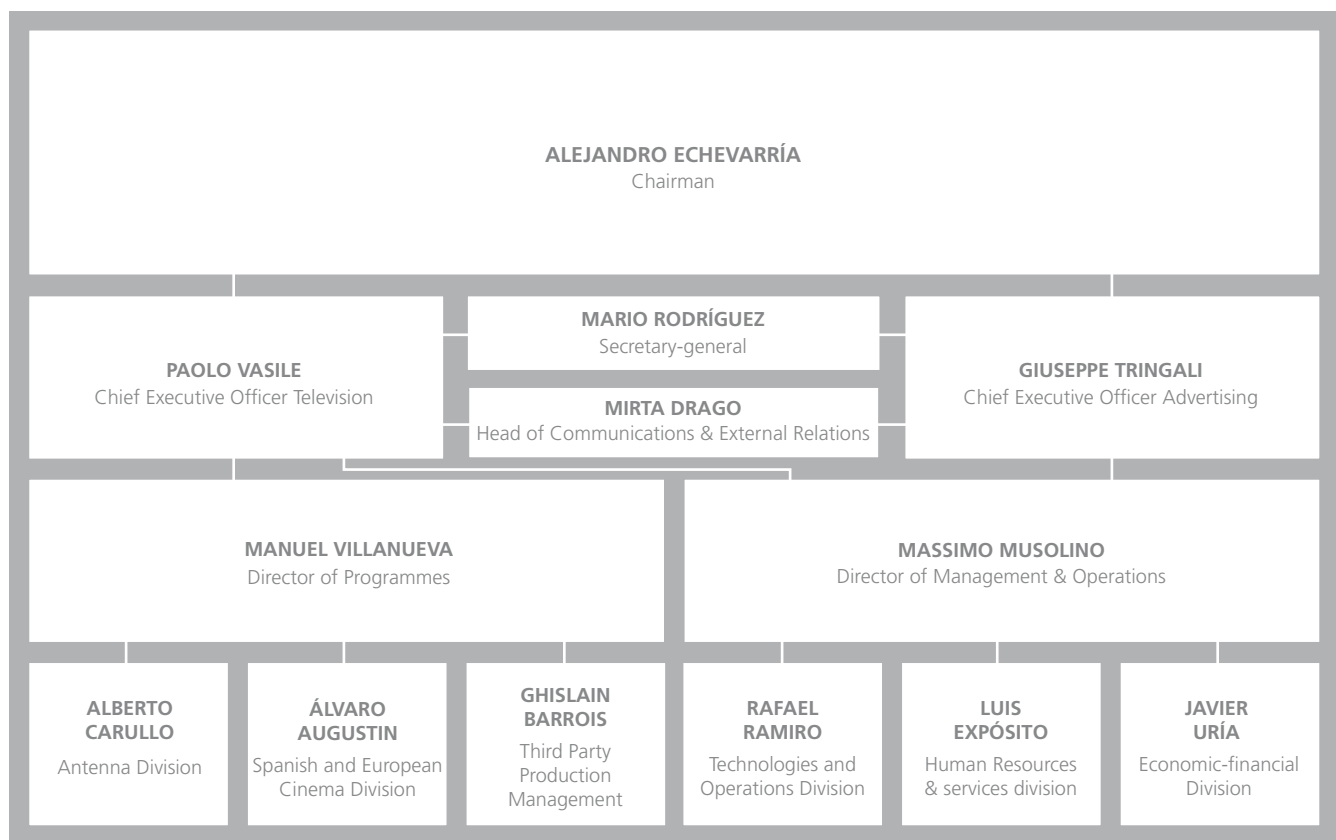 ALEJANDRO ECHEVARRÍA
Chairman
PAOLO VASILE
Chief Executive Officer Television
MARIO RODRÍGUEZ
Secretary-general
MIRTA DRAGO
Head of Communications & External Relations
GIUSEPPE TRINGALI
Chief Executive Officer Advertising
MANUEL VILLANUEVA
Director of Programmes
MASSIMO MUSOLINO
Director of Management & Operations
ALBERTO
CARULLO
Antenna Division
ÁLVARO
AUGUSTIN
Spanish and European
Cinema Division
GHISLAIN
BARROIS
Third Party
Production
Management
RAFAEL
RAMIRO
Technologies and
Operations Division
LUIS
EXPÓSITO
Human Resources
& services division
JAVIER
URÍA
Economic-financial
Division